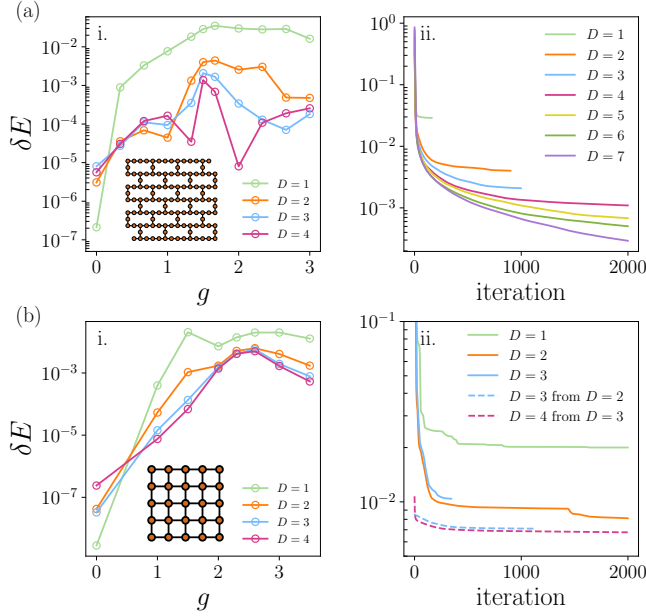 (a)
i.
δE
10⁻²
10⁻³
10⁻⁴
10⁻⁵
10⁻⁶
10⁻⁷
0
1
2
3
g
D = 1
D = 2
D = 3
D = 4
ii.
10⁰
10⁻¹
10⁻²
10⁻³
0
1000
2000
iteration
D = 1
D = 2
D = 3
D = 4
D = 5
D = 6
D = 7
(b)
i.
δE
10⁻³
10⁻⁵
10⁻⁷
0
1
2
3
g
D = 1
D = 2
D = 3
D = 4
ii.
10⁻¹
10⁻²
0
1000
2000
iteration
D = 1
D = 2
D = 3
D = 3 from D = 2
D = 4 from D = 3